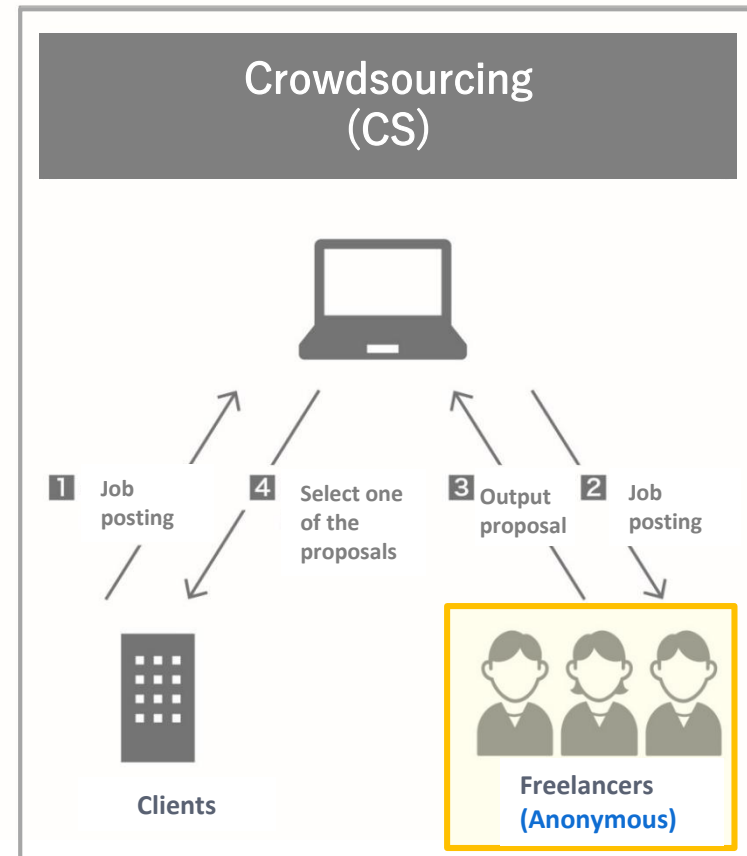 Crowdsourcing
(CS)
1 Job
posting
4 Select one
of the
proposals
3 Output
proposal
2 Job
posting
Clients
Freelancers
(Anonymous)